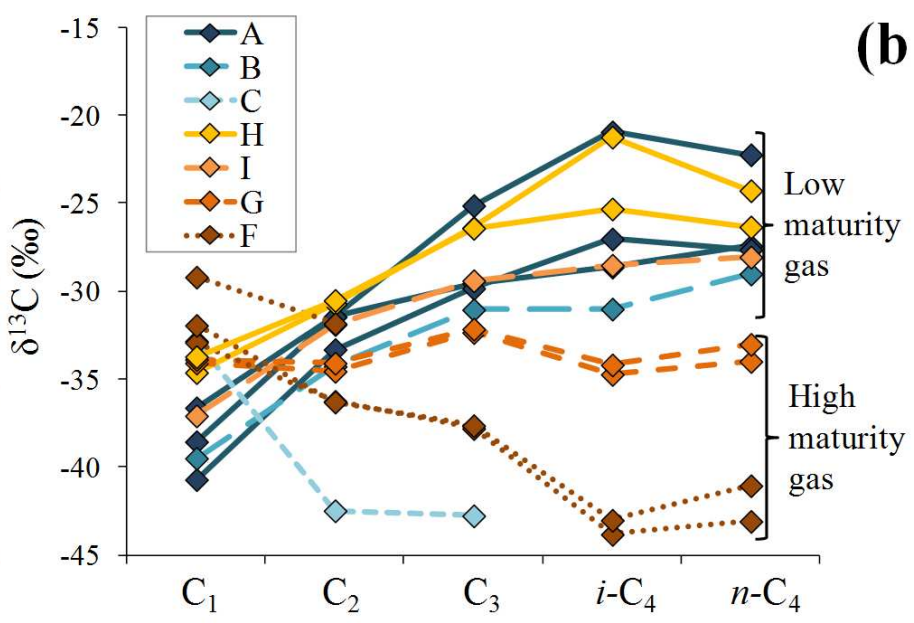 (b
A
B
C
H
I
G
F
-15
-20
-25
-30
-35
-40
-45
δ¹³C (‰)
Low
maturity
gas
High
maturity
gas
C₁ C₂ C₃ i-C₄ n-C₄